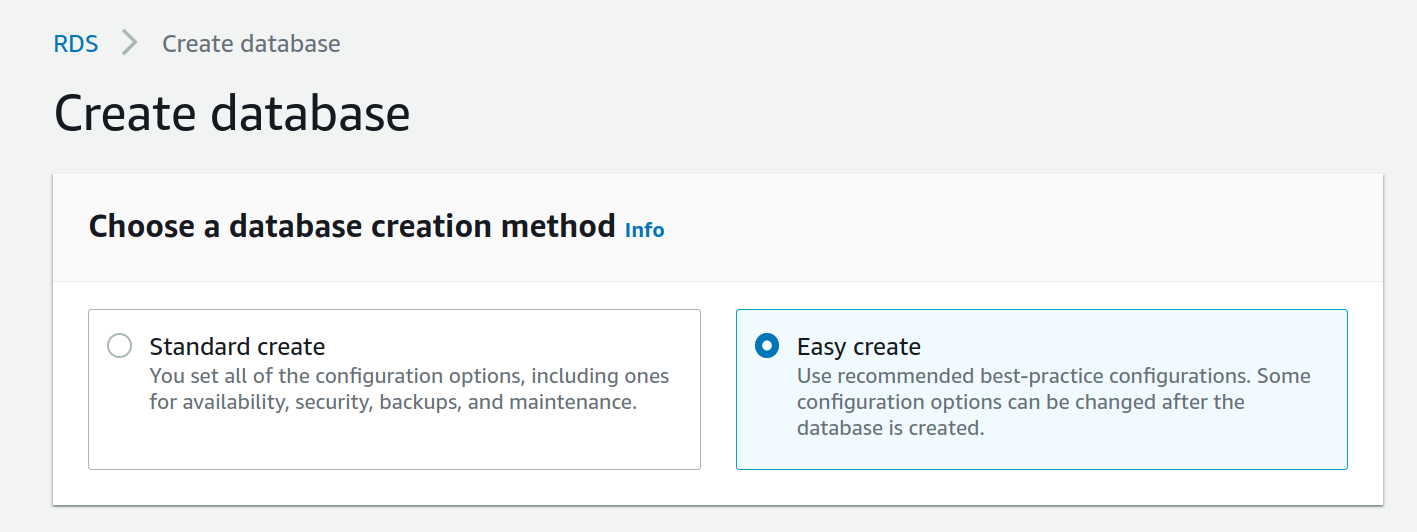 RDS > Create database
Create database
Choose a database creation method Info
Standard create
You set all of the configuration options, including ones
for availability, security, backups, and maintenance.
Easy create
Use recommended best-practice configurations. Some
configuration options can be changed after the
database is created.